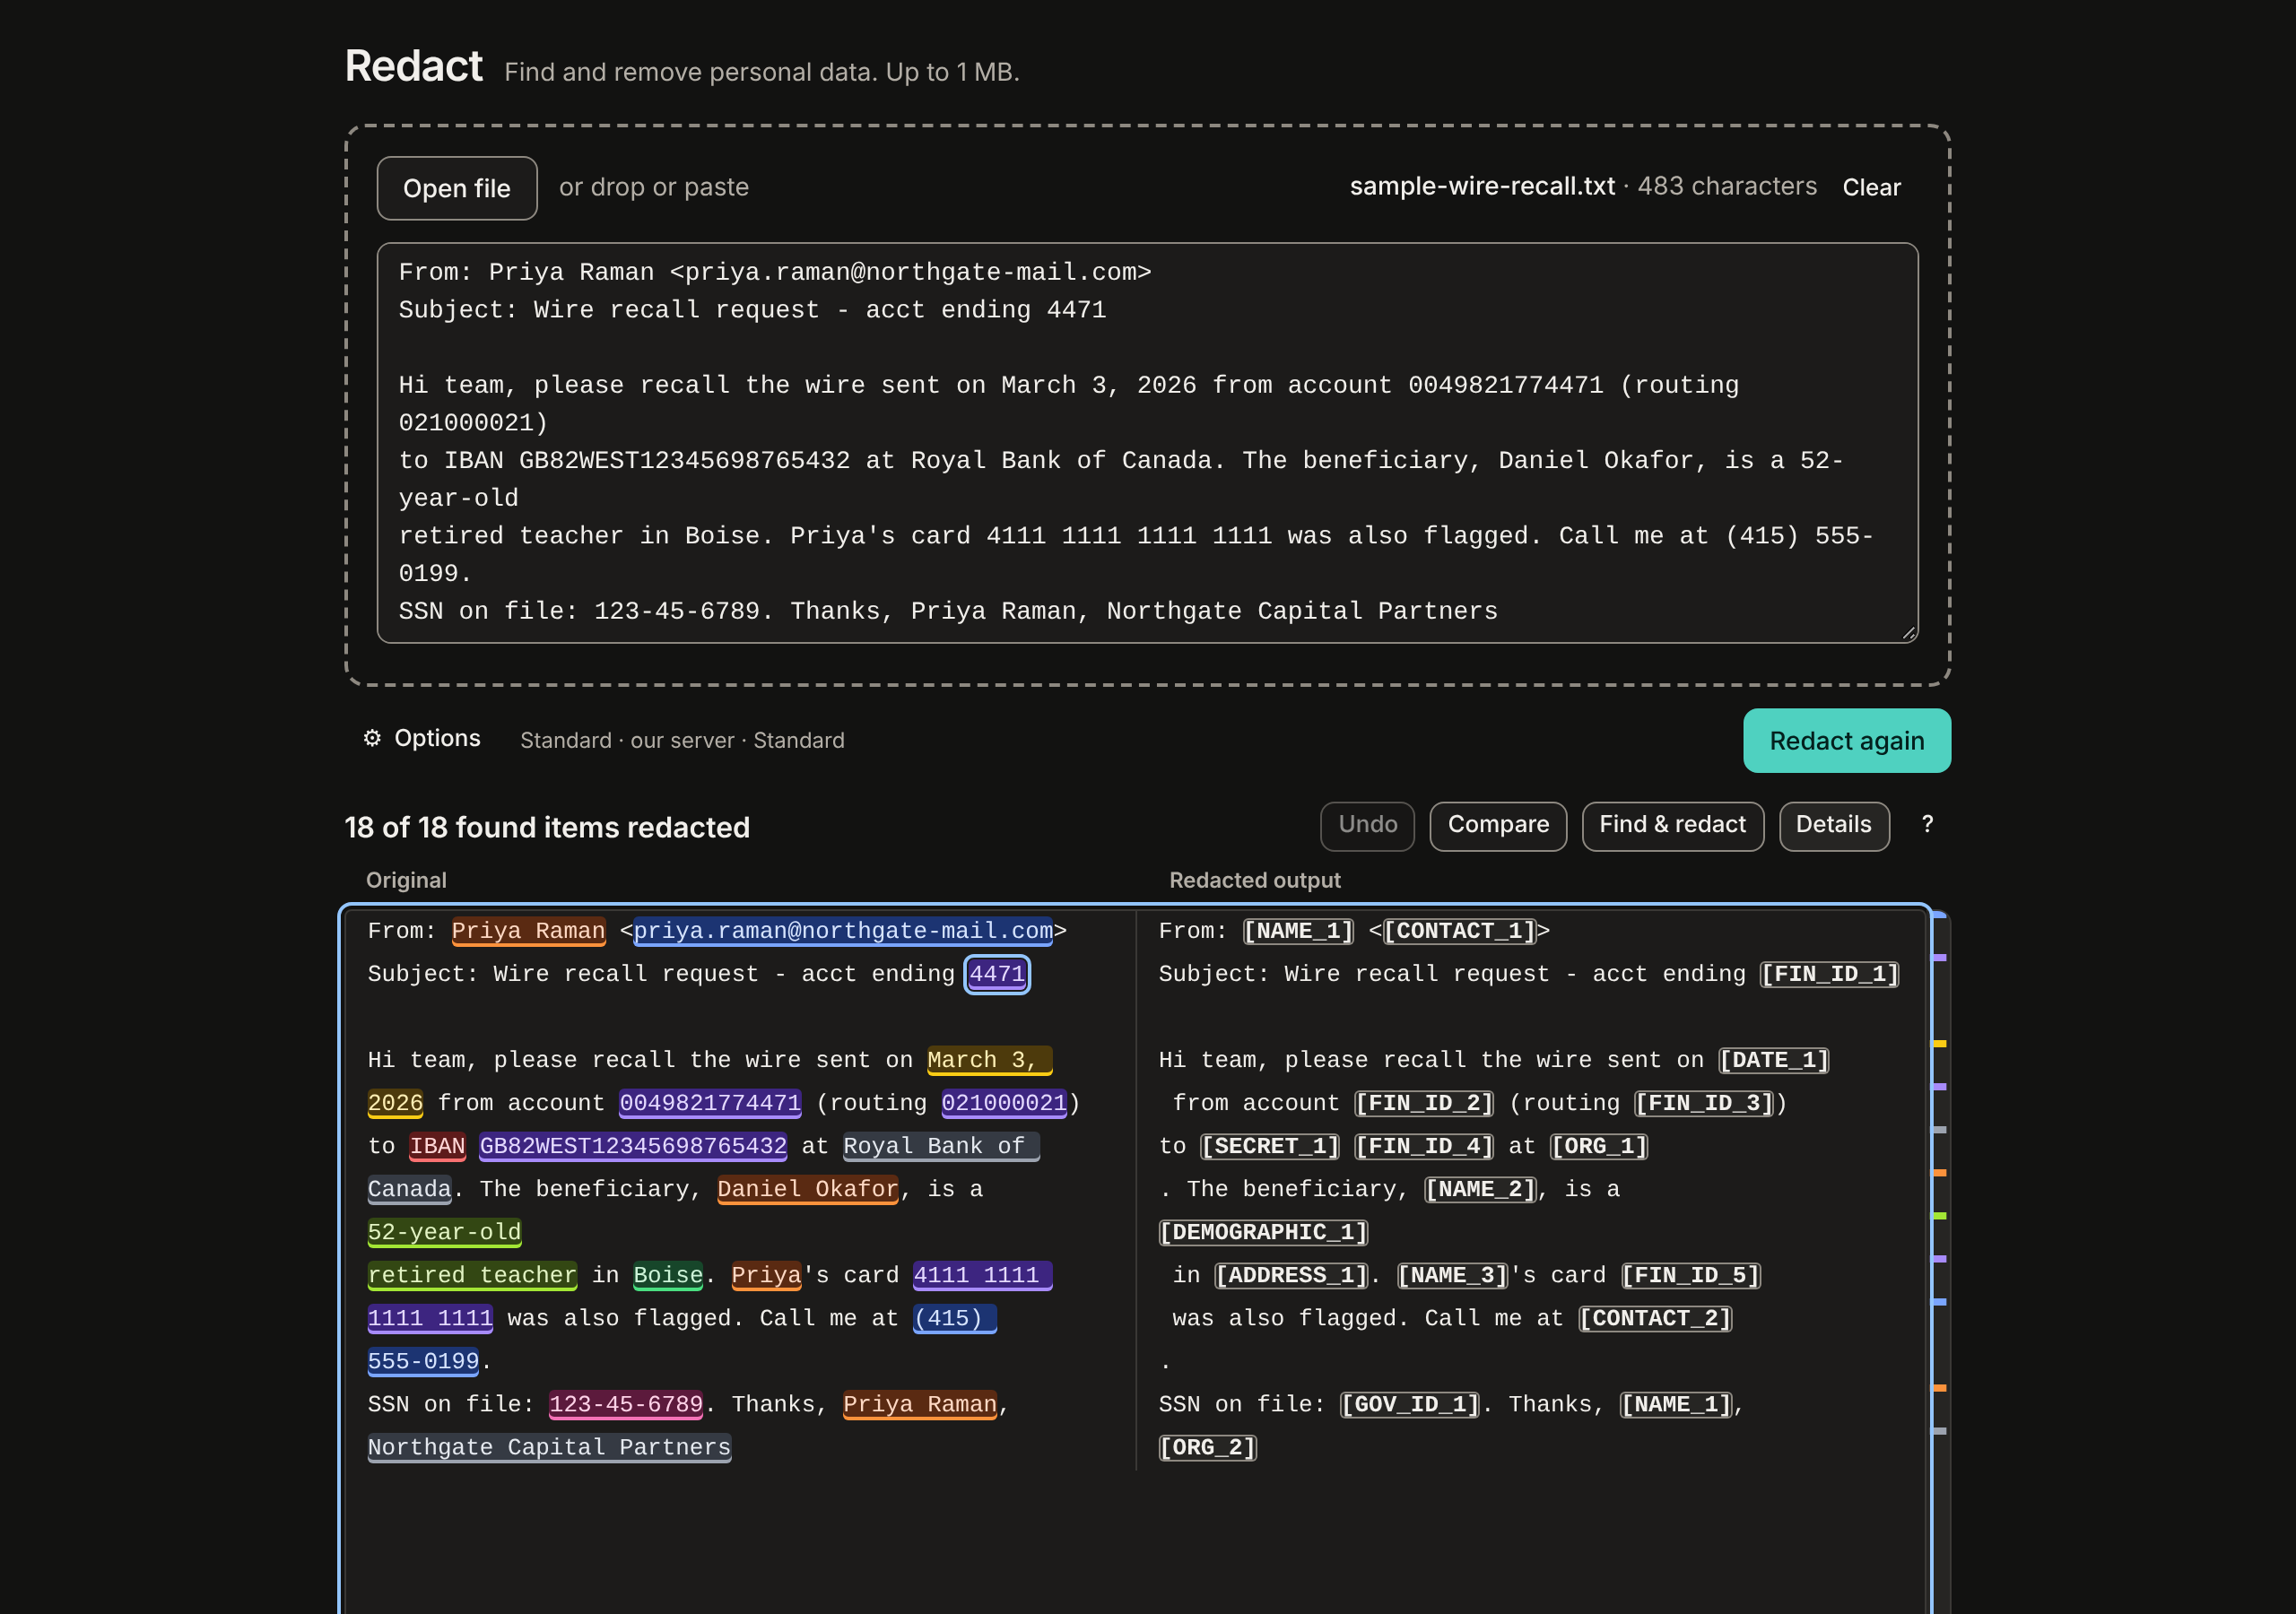 Redact Find and remove personal data. Up to 1 MB.
Open file or drop or paste sample-wire-recall.txt · 483 characters Clear
From: Priya Raman <priya.raman@northgate-mail.com>
Subject: Wire recall request - acct ending 4471
Hi team, please recall the wire sent on March 3, 2026 from account 0049821774471 (routing
021000021)
to IBAN GB82WEST12345698765432 at Royal Bank of Canada. The beneficiary, Daniel Okafor, is a 52-
year-old
retired teacher in Boise. Priya's card 4111 1111 1111 1111 was also flagged. Call me at (415) 555-
0199.
SSN on file: 123-45-6789. Thanks, Priya Raman, Northgate Capital Partners
⚙ Options Standard · our server · Standard Redact again
18 of 18 found items redacted Undo Compare Find & redact Details ?
Original
From: Priya Raman <priya.raman@northgate-mail.com>
Subject: Wire recall request - acct ending 4471
Hi team, please recall the wire sent on March 3,
2026 from account 0049821774471 (routing 021000021)
to IBAN GB82WEST12345698765432 at Royal Bank of
Canada. The beneficiary, Daniel Okafor, is a
52-year-old
retired teacher in Boise. Priya's card 4111 1111
1111 1111 was also flagged. Call me at (415)
555-0199.
SSN on file: 123-45-6789. Thanks, Priya Raman,
Northgate Capital Partners
Redacted output
From: [NAME_1] <[CONTACT_1]>
Subject: Wire recall request - acct ending [FIN_ID_1]
Hi team, please recall the wire sent on [DATE_1]
from account [FIN_ID_2] (routing [FIN_ID_3])
to [SECRET_1] [FIN_ID_4] at [ORG_1]
. The beneficiary, [NAME_2], is a
[DEMOGRAPHIC_1]
in [ADDRESS_1]. [NAME_3]'s card [FIN_ID_5]
was also flagged. Call me at [CONTACT_2]
.
SSN on file: [GOV_ID_1]. Thanks, [NAME_1],
[ORG_2]